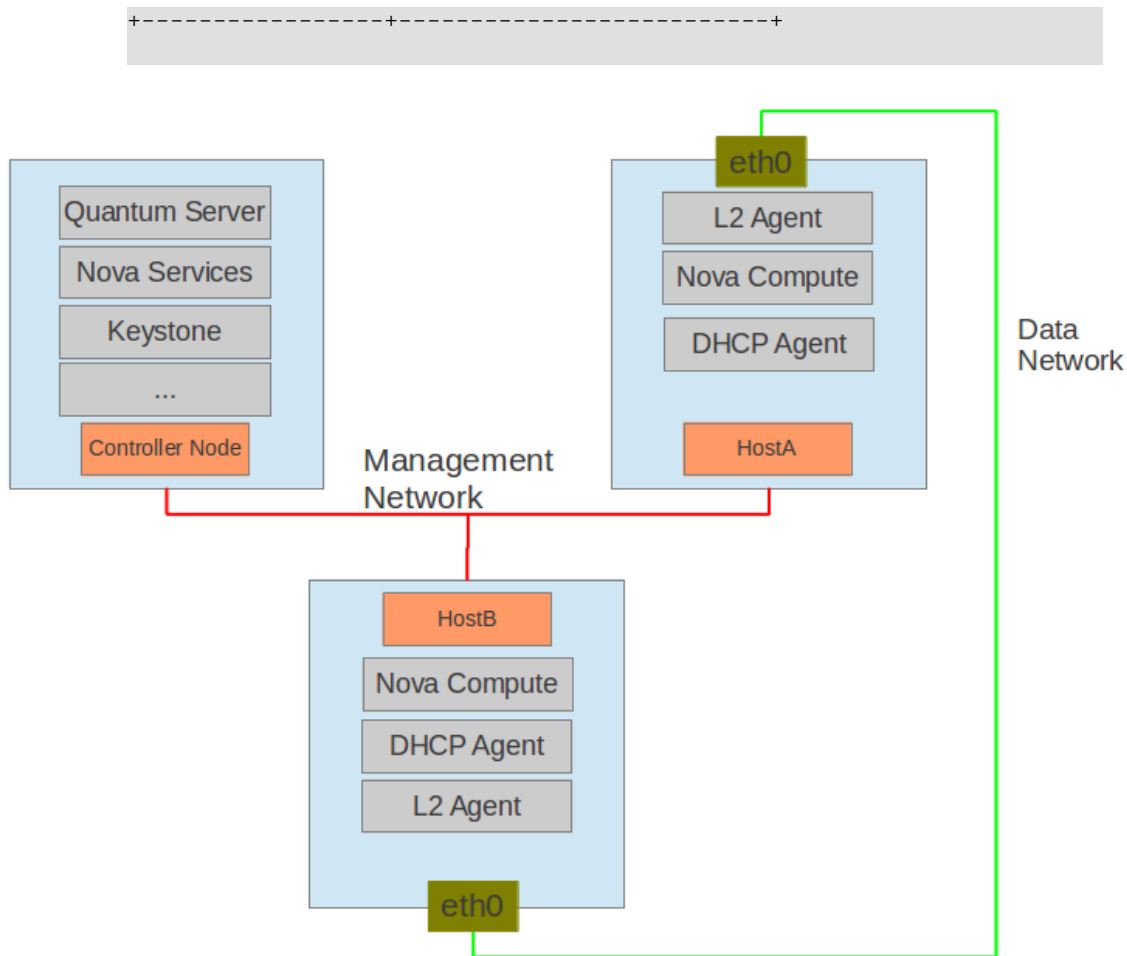 +-----------------+--------------------------+
eth0
Quantum Server
L2 Agent
Nova Services
Nova Compute
Keystone
DHCP Agent
Data
Network
...
Controller Node
HostA
Management
Network
HostB
Nova Compute
DHCP Agent
L2 Agent
eth0